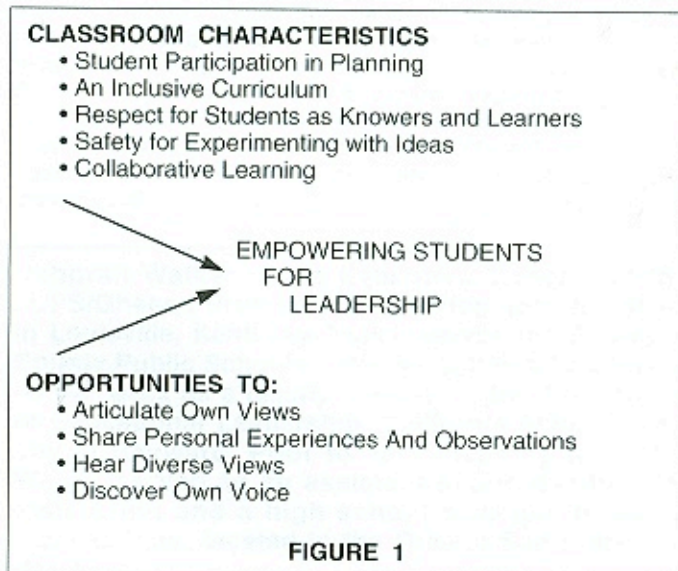 CLASSROOM CHARACTERISTICS
• Student Participation in Planning
• An Inclusive Curriculum
• Respect for Students as Knowers and Learners
• Safety for Experimenting with Ideas
• Collaborative Learning
EMPOWERING STUDENTS
FOR
LEADERSHIP
OPPORTUNITIES TO:
• Articulate Own Views
• Share Personal Experiences And Observations
• Hear Diverse Views
• Discover Own Voice
FIGURE 1